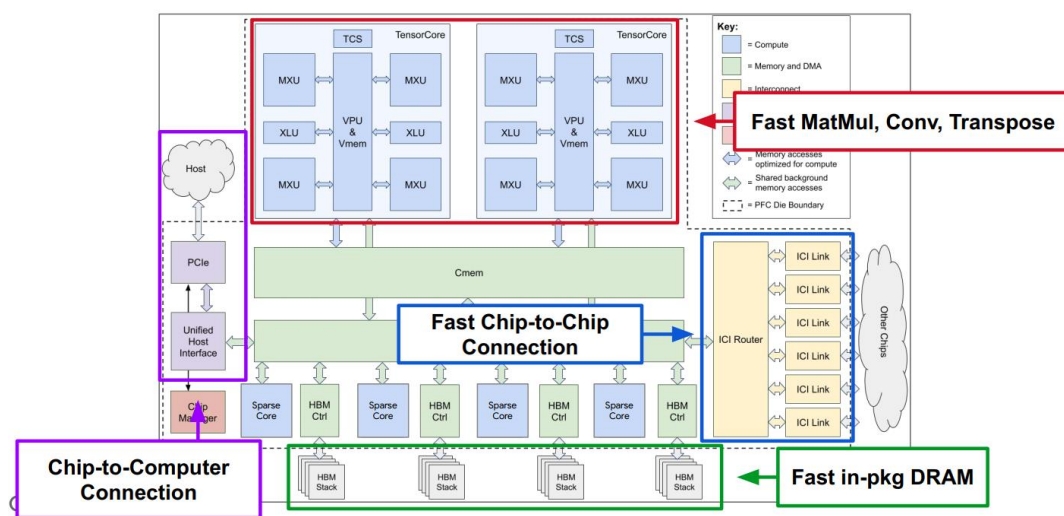 TCS
TensorCore
MXU
MXU
XLU
VPU
&
Vmem
XLU
MXU
MXU
TCS
TensorCore
MXU
MXU
XLU
VPU
&
Vmem
XLU
MXU
MXU
Key:
= Compute
= Memory and DMA
= Interconnect
Fast MatMul, Conv, Transpose
= Memory accesses
optimized for compute
= Shared background
memory accesses
= PFC Die Boundary
Host
PCIe
Unified
Host
Interface
Chip
Manager
Cmem
Fast Chip-to-Chip
Connection
ICI Router
ICI Link
ICI Link
ICI Link
ICI Link
ICI Link
ICI Link
Other Chips
Sparse
Core
HBM
Ctrl
Sparse
Core
HBM
Ctrl
Sparse
Core
HBM
Ctrl
Sparse
Core
HBM
Ctrl
Chip-to-Computer
Connection
HBM
Stack
HBM
Stack
HBM
Stack
HBM
Stack
Fast in-pkg DRAM